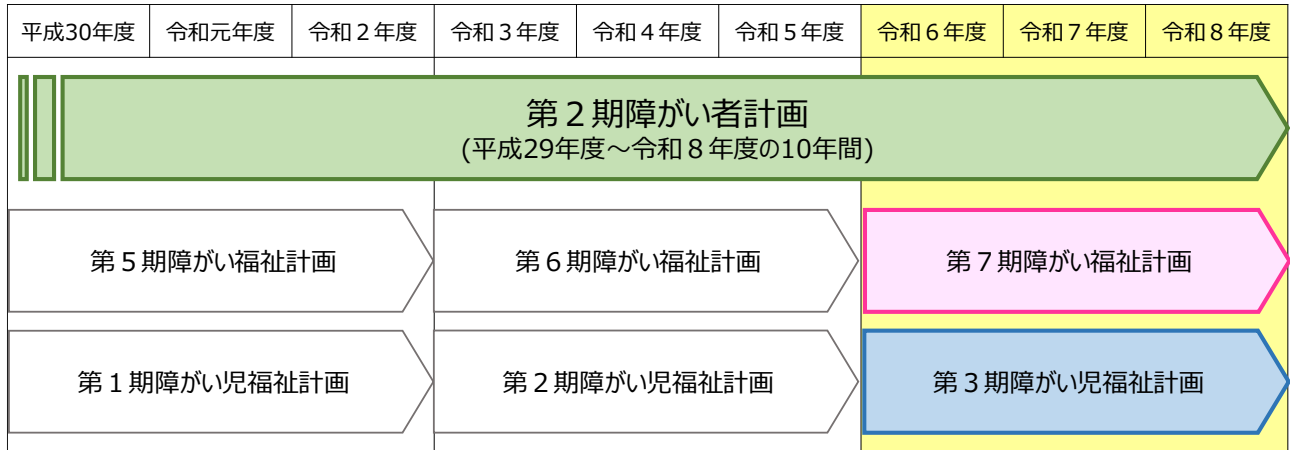 平成30年度 令和元年度 令和２年度 令和３年度 令和４年度 令和５年度 令和６年度 令和７年度 令和８年度
第２期障がい者計画
(平成29年度～令和８年度の10年間)
第５期障がい福祉計画 第６期障がい福祉計画 第７期障がい福祉計画
第１期障がい児福祉計画 第２期障がい児福祉計画 第３期障がい児福祉計画